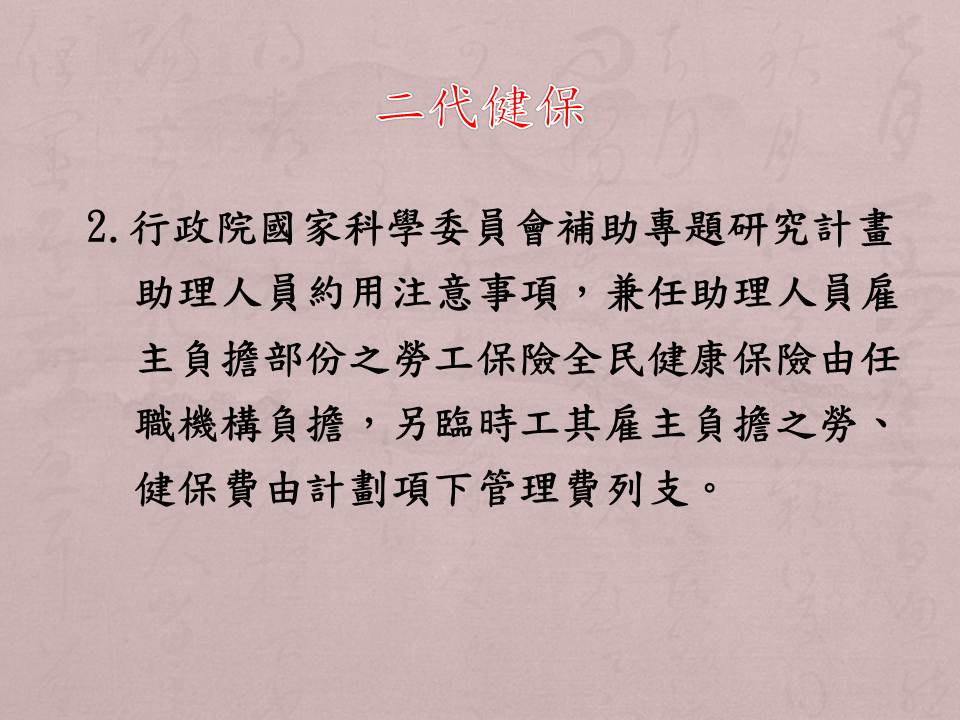 二代健保
2.行政院國家科學委員會補助專題研究計畫
助理人員約用注意事項，兼任助理人員雇
主負擔部份之勞工保險全民健康保險由任
職機構負擔，另臨時工其雇主負擔之勞、
健保費由計劃項下管理費列支。